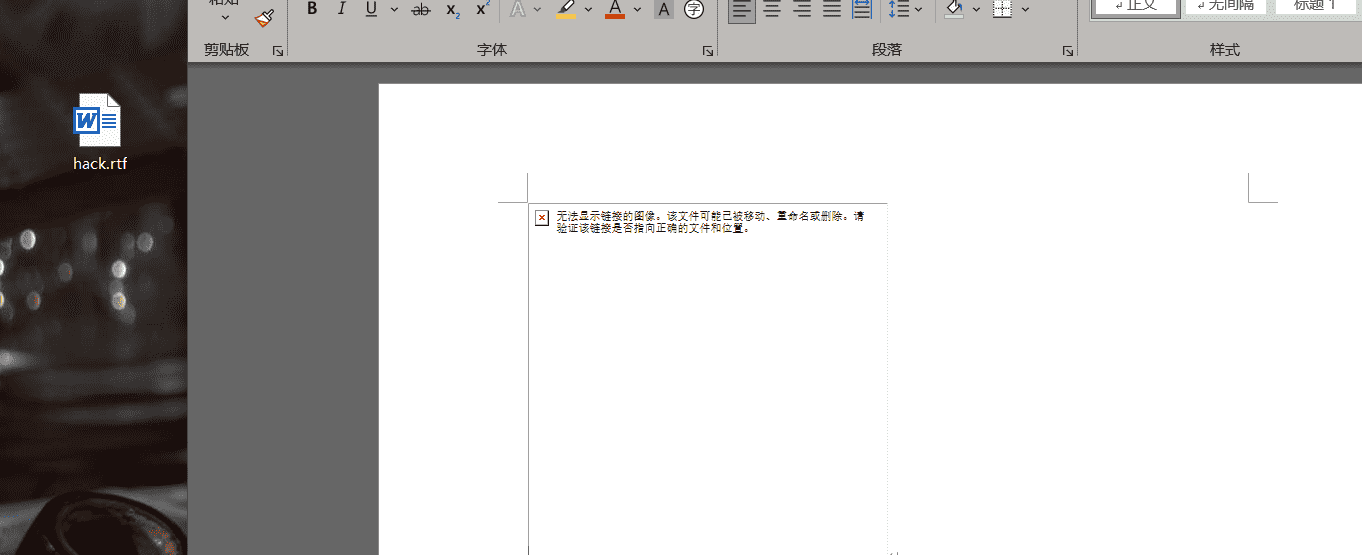 粘贴
B I U ab x₂ x² A A A 字
剪贴板
字体
段落
样式
↲ 正文
↲ 无间隔
标题 1
W
hack.rtf
无法显示链接的图像。该文件可能已被移动、重命名或删除。请
验证该链接是否指向正确的文件和位置。